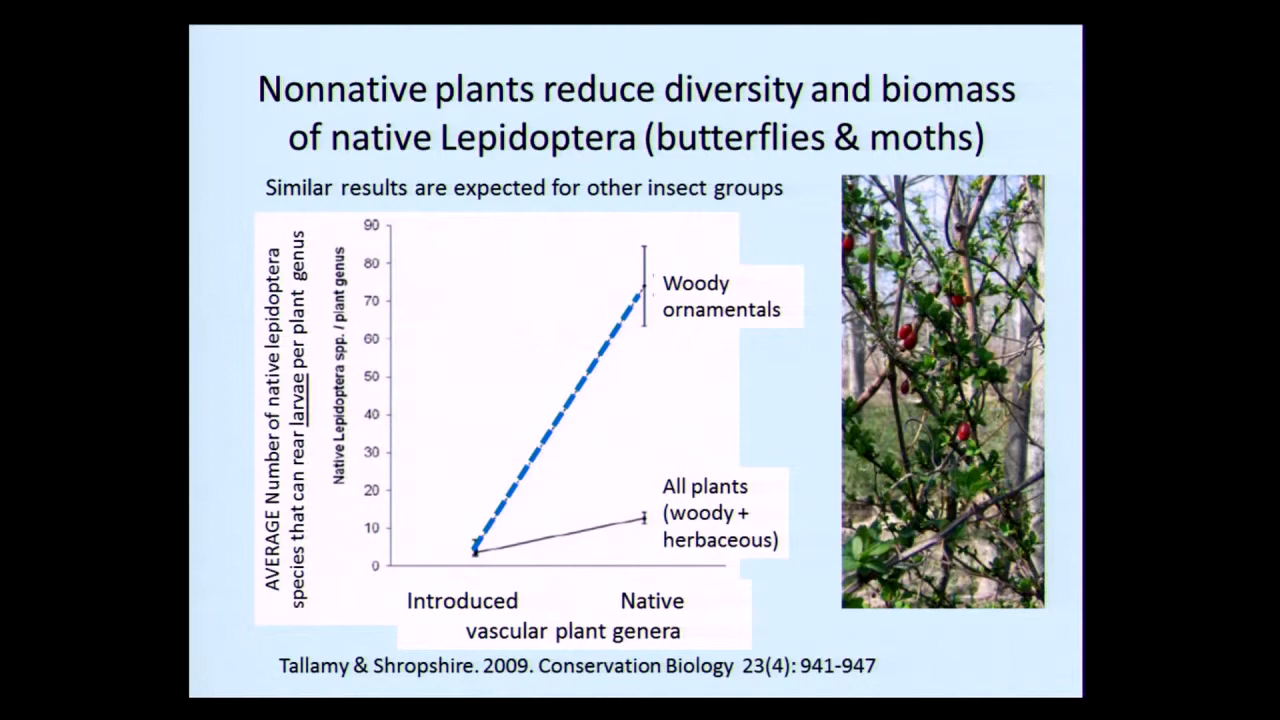 Nonnative plants reduce diversity and biomass
of native Lepidoptera (butterflies & moths)
Similar results are expected for other insect groups
AVERAGE Number of native lepidoptera
species that can rear larvae per plant genus
Native Lepidoptera spp. / plant genus
90
80
70
60
50
40
30
20
10
0
Woody
ornamentals
All plants
(woody +
herbaceous)
Introduced
Native
vascular plant genera
Tallamy & Shropshire. 2009. Conservation Biology 23(4): 941-947